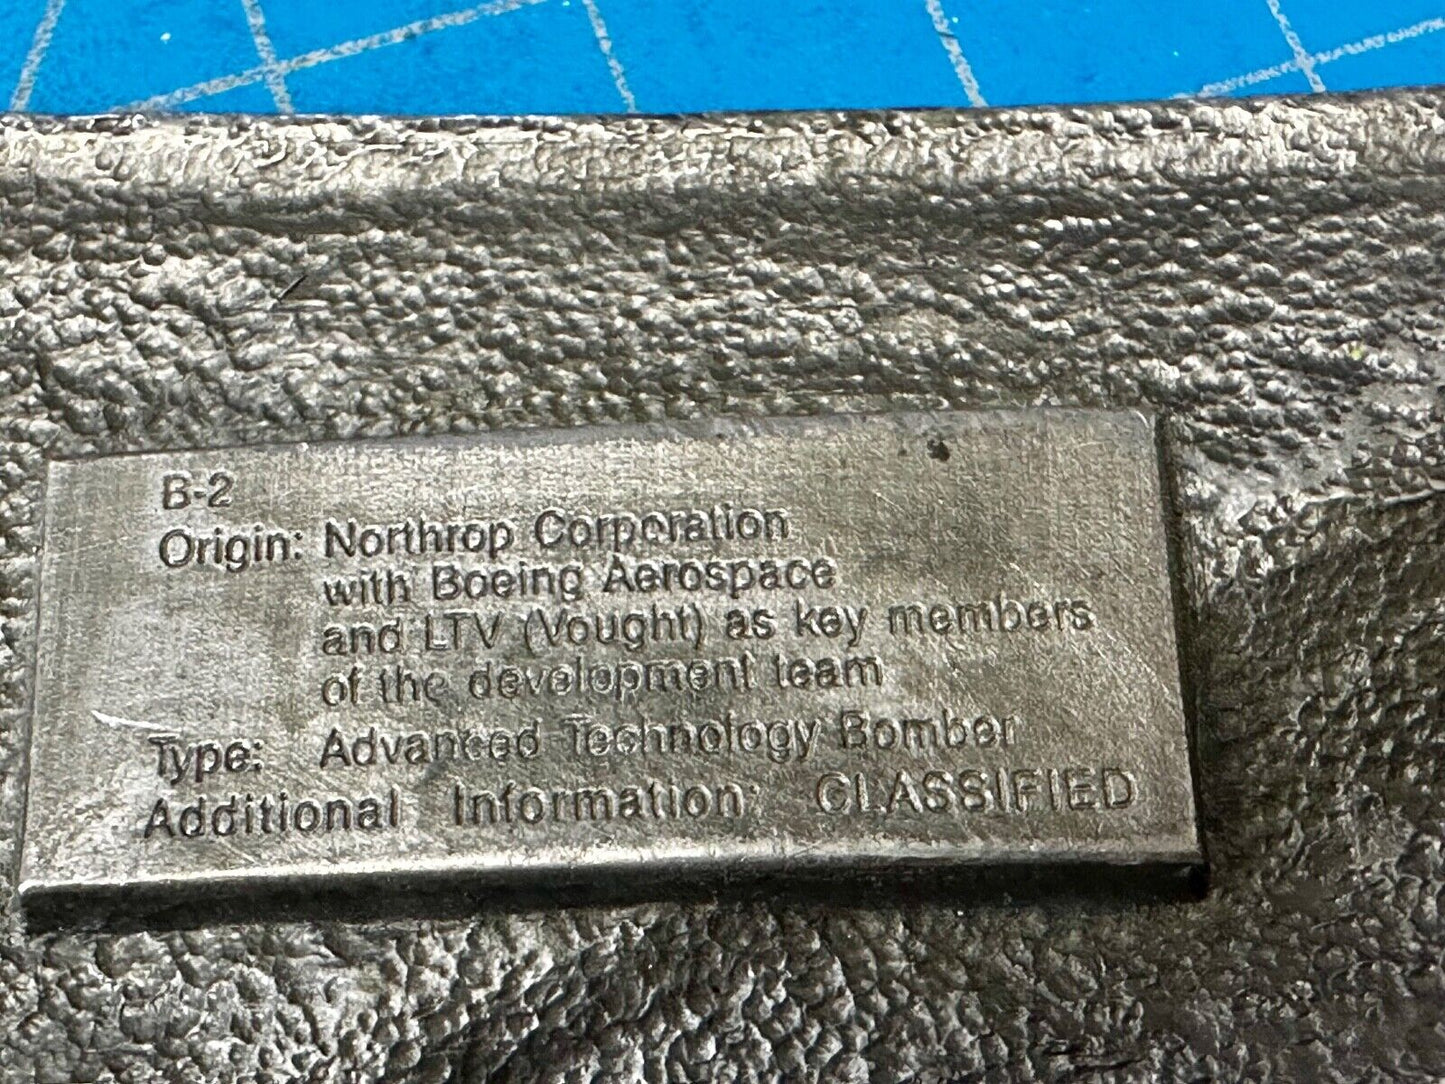 B-2
Origin: Northrop Corporation
with Boeing Aerospace
and LTV (Vought) as key members
of the development team
Type: Advanced Technology Bomber
Additional Information: CLASSIFIED